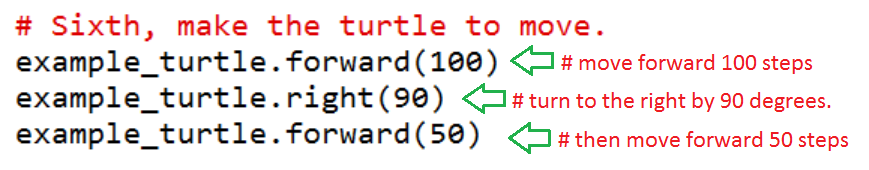 # Sixth, make the turtle to move.
example_turtle.forward(100) # move forward 100 steps
example_turtle.right(90) # turn to the right by 90 degrees.
example_turtle.forward(50) # then move forward 50 steps